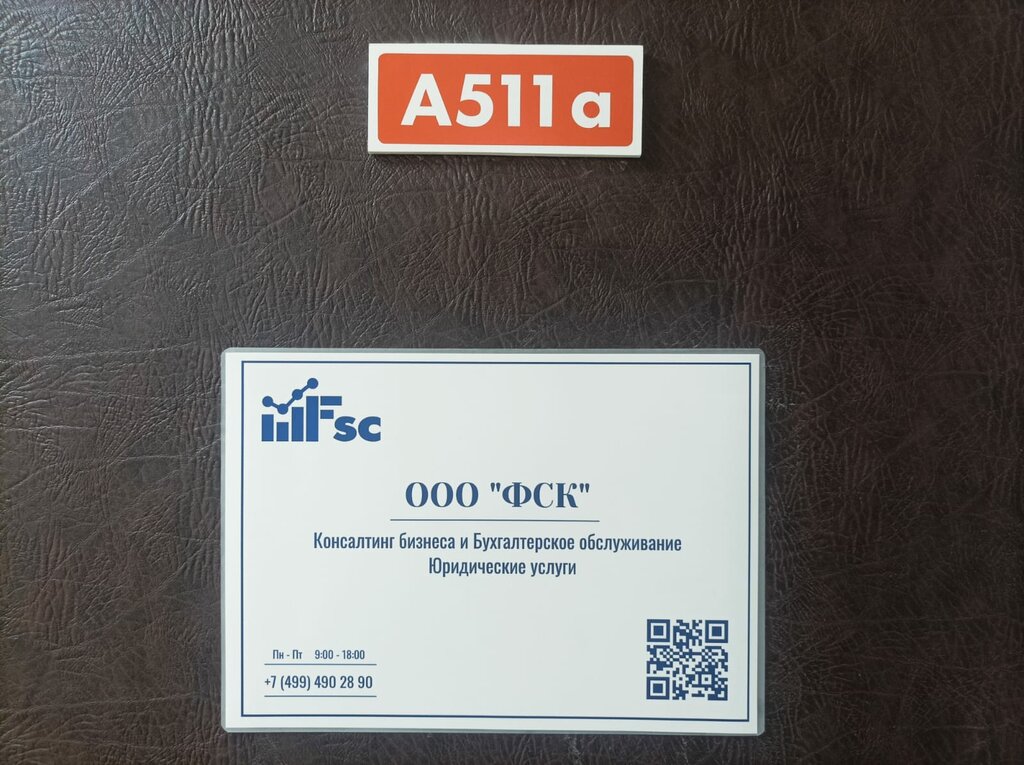 А511а
Fsc
ООО "ФСК"
Консалтинг бизнеса и Бухгалтерское обслуживание
Юридические услуги
Пн - Пт 9:00 - 18:00
+7 (499) 490 28 90